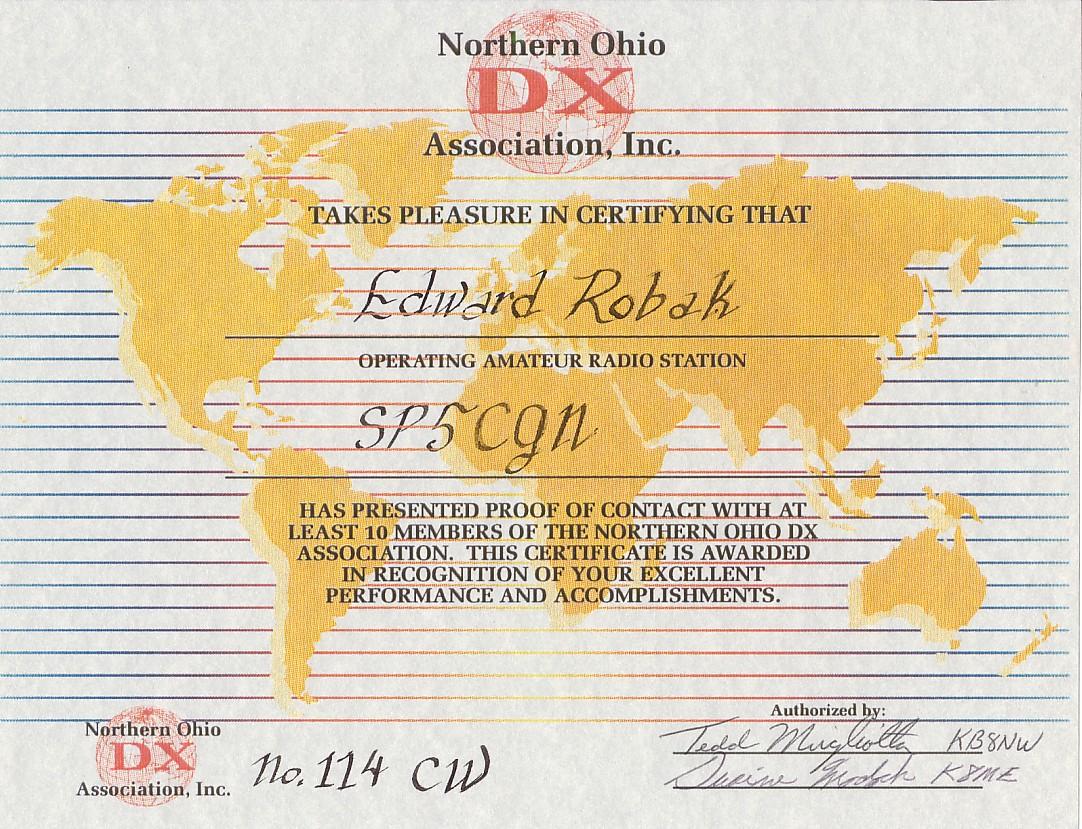 Northern Ohio
DX
Association, Inc.
TAKES PLEASURE IN CERTIFYING THAT
Edward Robak
OPERATING AMATEUR RADIO STATION
SP5CGN
HAS PRESENTED PROOF OF CONTACT WITH AT
LEAST 10 MEMBERS OF THE NORTHERN OHIO DX
ASSOCIATION. THIS CERTIFICATE IS AWARDED
IN RECOGNITION OF YOUR EXCELLENT
PERFORMANCE AND ACCOMPLISHMENTS.
Authorized by:
Tedd Mirgliotta KB8NW
K8ME
Northern Ohio
DX
Association, Inc.
No. 114 CW